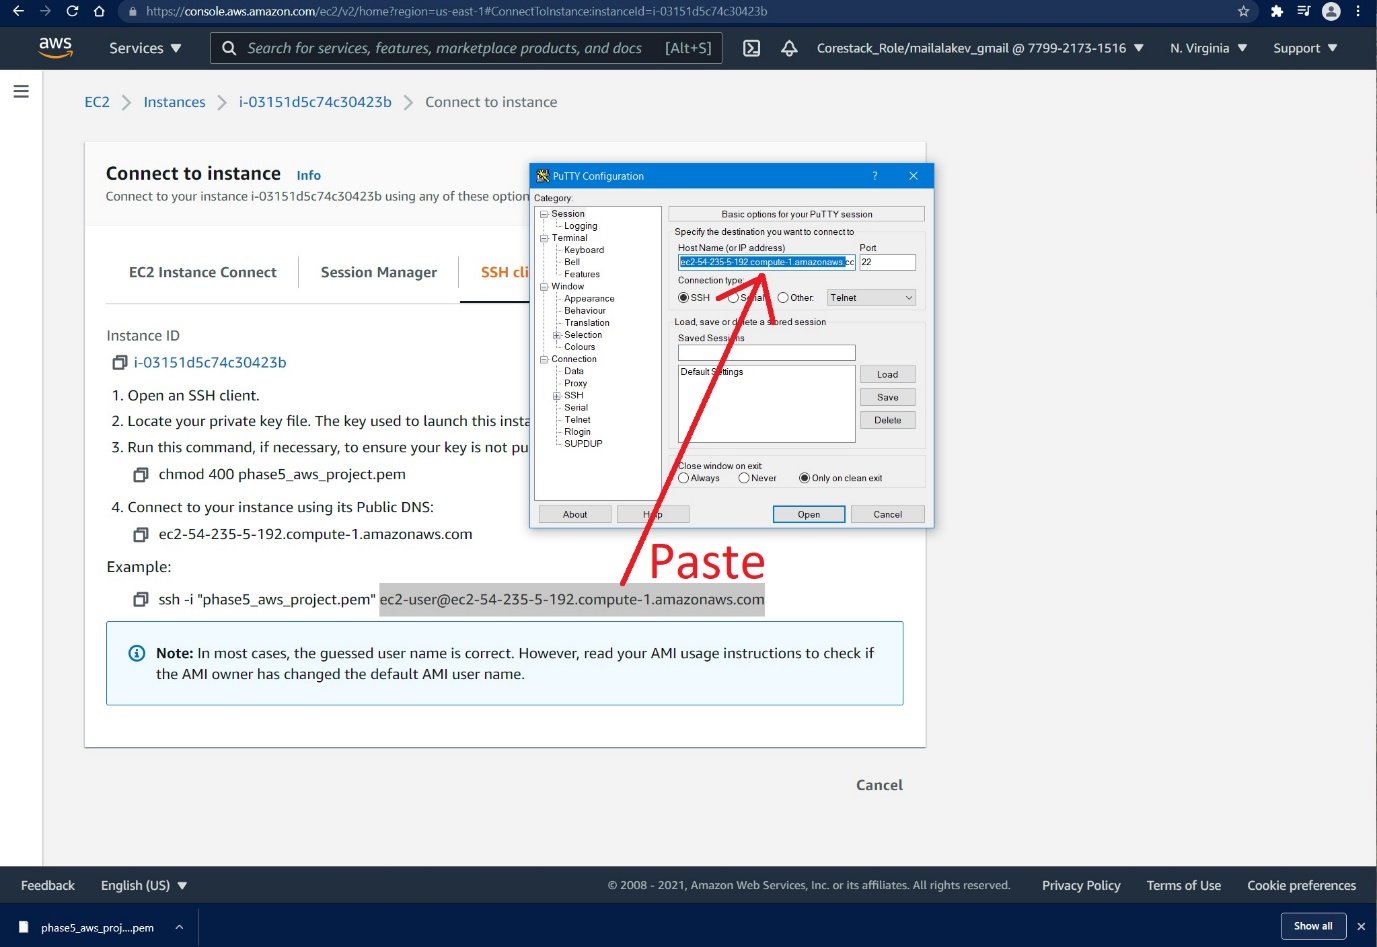 https://console.aws.amazon.com/ec2/v2/home?region=us-east-1#ConnectToInstance:instanceId=i-03151d5c74c30423b
aws Services Search for services, features, marketplace products, and docs [Alt+S] Corestack_Role/mailalakev_gmail @ 7799-2173-1516 N. Virginia Support
EC2 Instances i-03151d5c74c30423b Connect to instance
Connect to instance Info
Connect to your instance i-03151d5c74c30423b using any of these option
EC2 Instance Connect Session Manager SSH cli
Instance ID
i-03151d5c74c30423b
1. Open an SSH client.
2. Locate your private key file. The key used to launch this insta
3. Run this command, if necessary, to ensure your key is not pu
chmod 400 phase5_aws_project.pem
4. Connect to your instance using its Public DNS:
ec2-54-235-5-192.compute-1.amazonaws.com
Example:
ssh -i "phase5_aws_project.pem" ec2-user@ec2-54-235-5-192.compute-1.amazonaws.com
Note: In most cases, the guessed user name is correct. However, read your AMI usage instructions to check if
the AMI owner has changed the default AMI user name.
Cancel
PuTTY Configuration ? X
Category:
Session
Logging
Terminal
Keyboard
Bell
Features
Window
Appearance
Behaviour
Translation
Selection
Colours
Connection
Data
Proxy
SSH
Serial
Telnet
Rlogin
SUPDUP
Basic options for your PuTTY session
Specify the destination you want to connect to
Host Name (or IP address) Port
ec2-54-235-5-192.compute-1.amazonaws.cc 22
Connection type:
SSH Serial Other: Telnet
Load, save or delete a stored session
Saved Sessions
Default Settings
Load
Save
Delete
Close window on exit
Always Never Only on clean exit
About Help Open Cancel
Paste
Feedback English (US) © 2008 - 2021, Amazon Web Services, Inc. or its affiliates. All rights reserved. Privacy Policy Terms of Use Cookie preferences
phase5_aws_proj....pem Show all